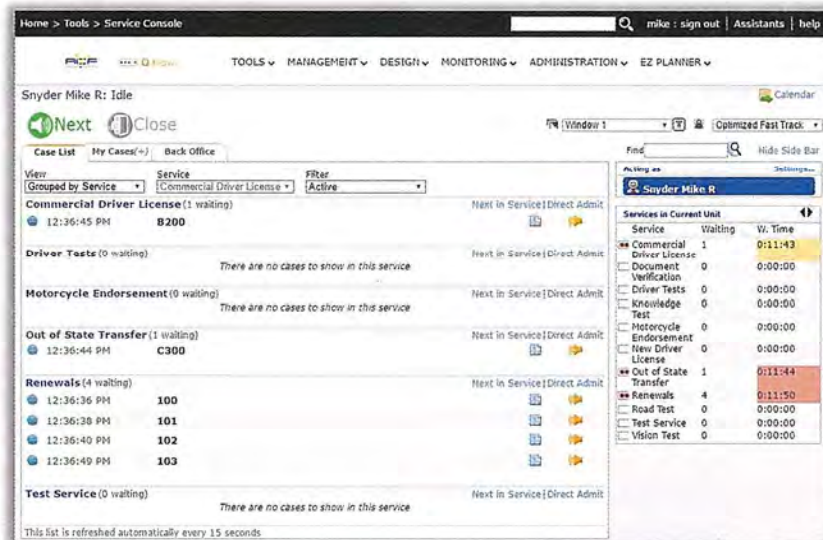 Home > Tools > Service Console
mike : sign out | Assistants | help
TOOLS MANAGEMENT DESIGN MONITORING ADMINISTRATION EZ PLANNER
Snyder Mike R: Idle
Calendar
Next Close
Window 1
Optimized Fast Track
Case List My Cases(+) Back Office
Find
Hide Side Bar
View Service Filter
Grouped by Service Commercial Driver License Active
Commercial Driver License (1 waiting) Next in Service | Direct Admit
12:36:45 PM B200
Driver Tests (0 waiting) Next in Service | Direct Admit
There are no cases to show in this service
Motorcycle Endorsement (0 waiting) Next in Service | Direct Admit
There are no cases to show in this service
Out of State Transfer (1 waiting) Next in Service | Direct Admit
12:36:44 PM C300
Renewals (4 waiting) Next in Service | Direct Admit
12:36:36 PM 100
12:36:38 PM 101
12:36:40 PM 102
12:36:49 PM 103
Test Service (0 waiting) Next in Service | Direct Admit
There are no cases to show in this service
This list is refreshed automatically every 15 seconds
Acting as Settings...
Snyder Mike R
Services in Current Unit
Service Waiting W. Time
Commercial 1 0:11:43
Driver License
Document 0 0:00:00
Verification
Driver Tests 0 0:00:00
Knowledge 0 0:00:00
Test
Motorcycle 0 0:00:00
Endorsement
New Driver 0 0:00:00
License
Out of State 1 0:11:44
Transfer
Renewals 4 0:11:50
Road Test 0 0:00:00
Test Service 0 0:00:00
Vision Test 0 0:00:00